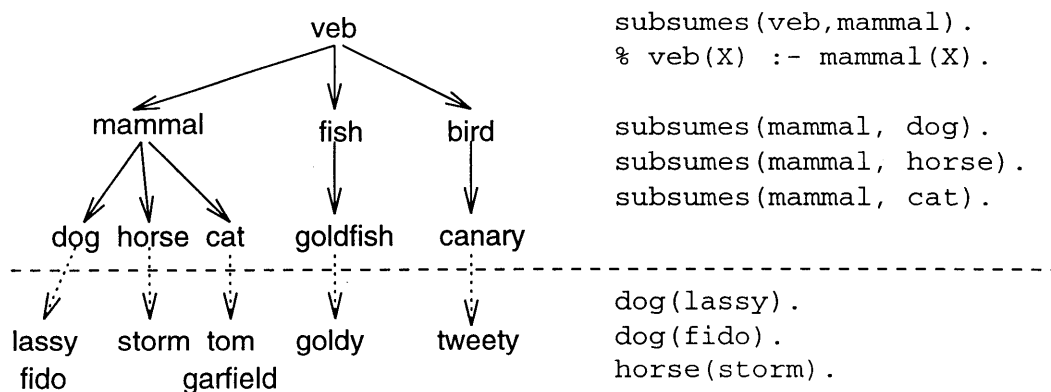 veb
mammal fish bird
dog horse cat goldfish canary
lassy storm tom goldy tweety
fido garfield
subsumes(veb,mammal).
% veb(X) :- mammal(X).
subsumes(mammal, dog).
subsumes(mammal, horse).
subsumes(mammal, cat).
dog(lassy).
dog(fido).
horse(storm).